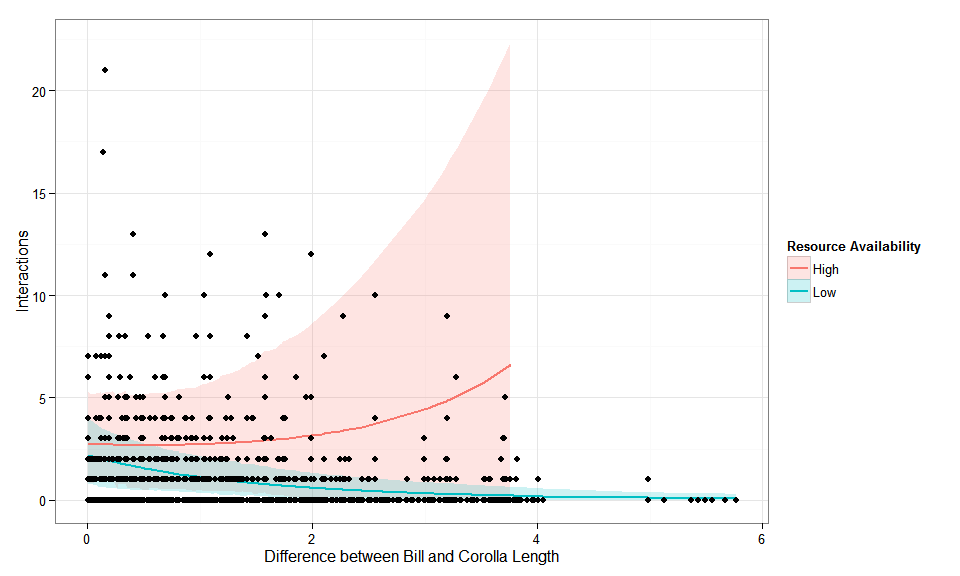 20
15
10
5
0
Interactions
0
2
4
6
Difference between Bill and Corolla Length
Resource Availability
High
Low